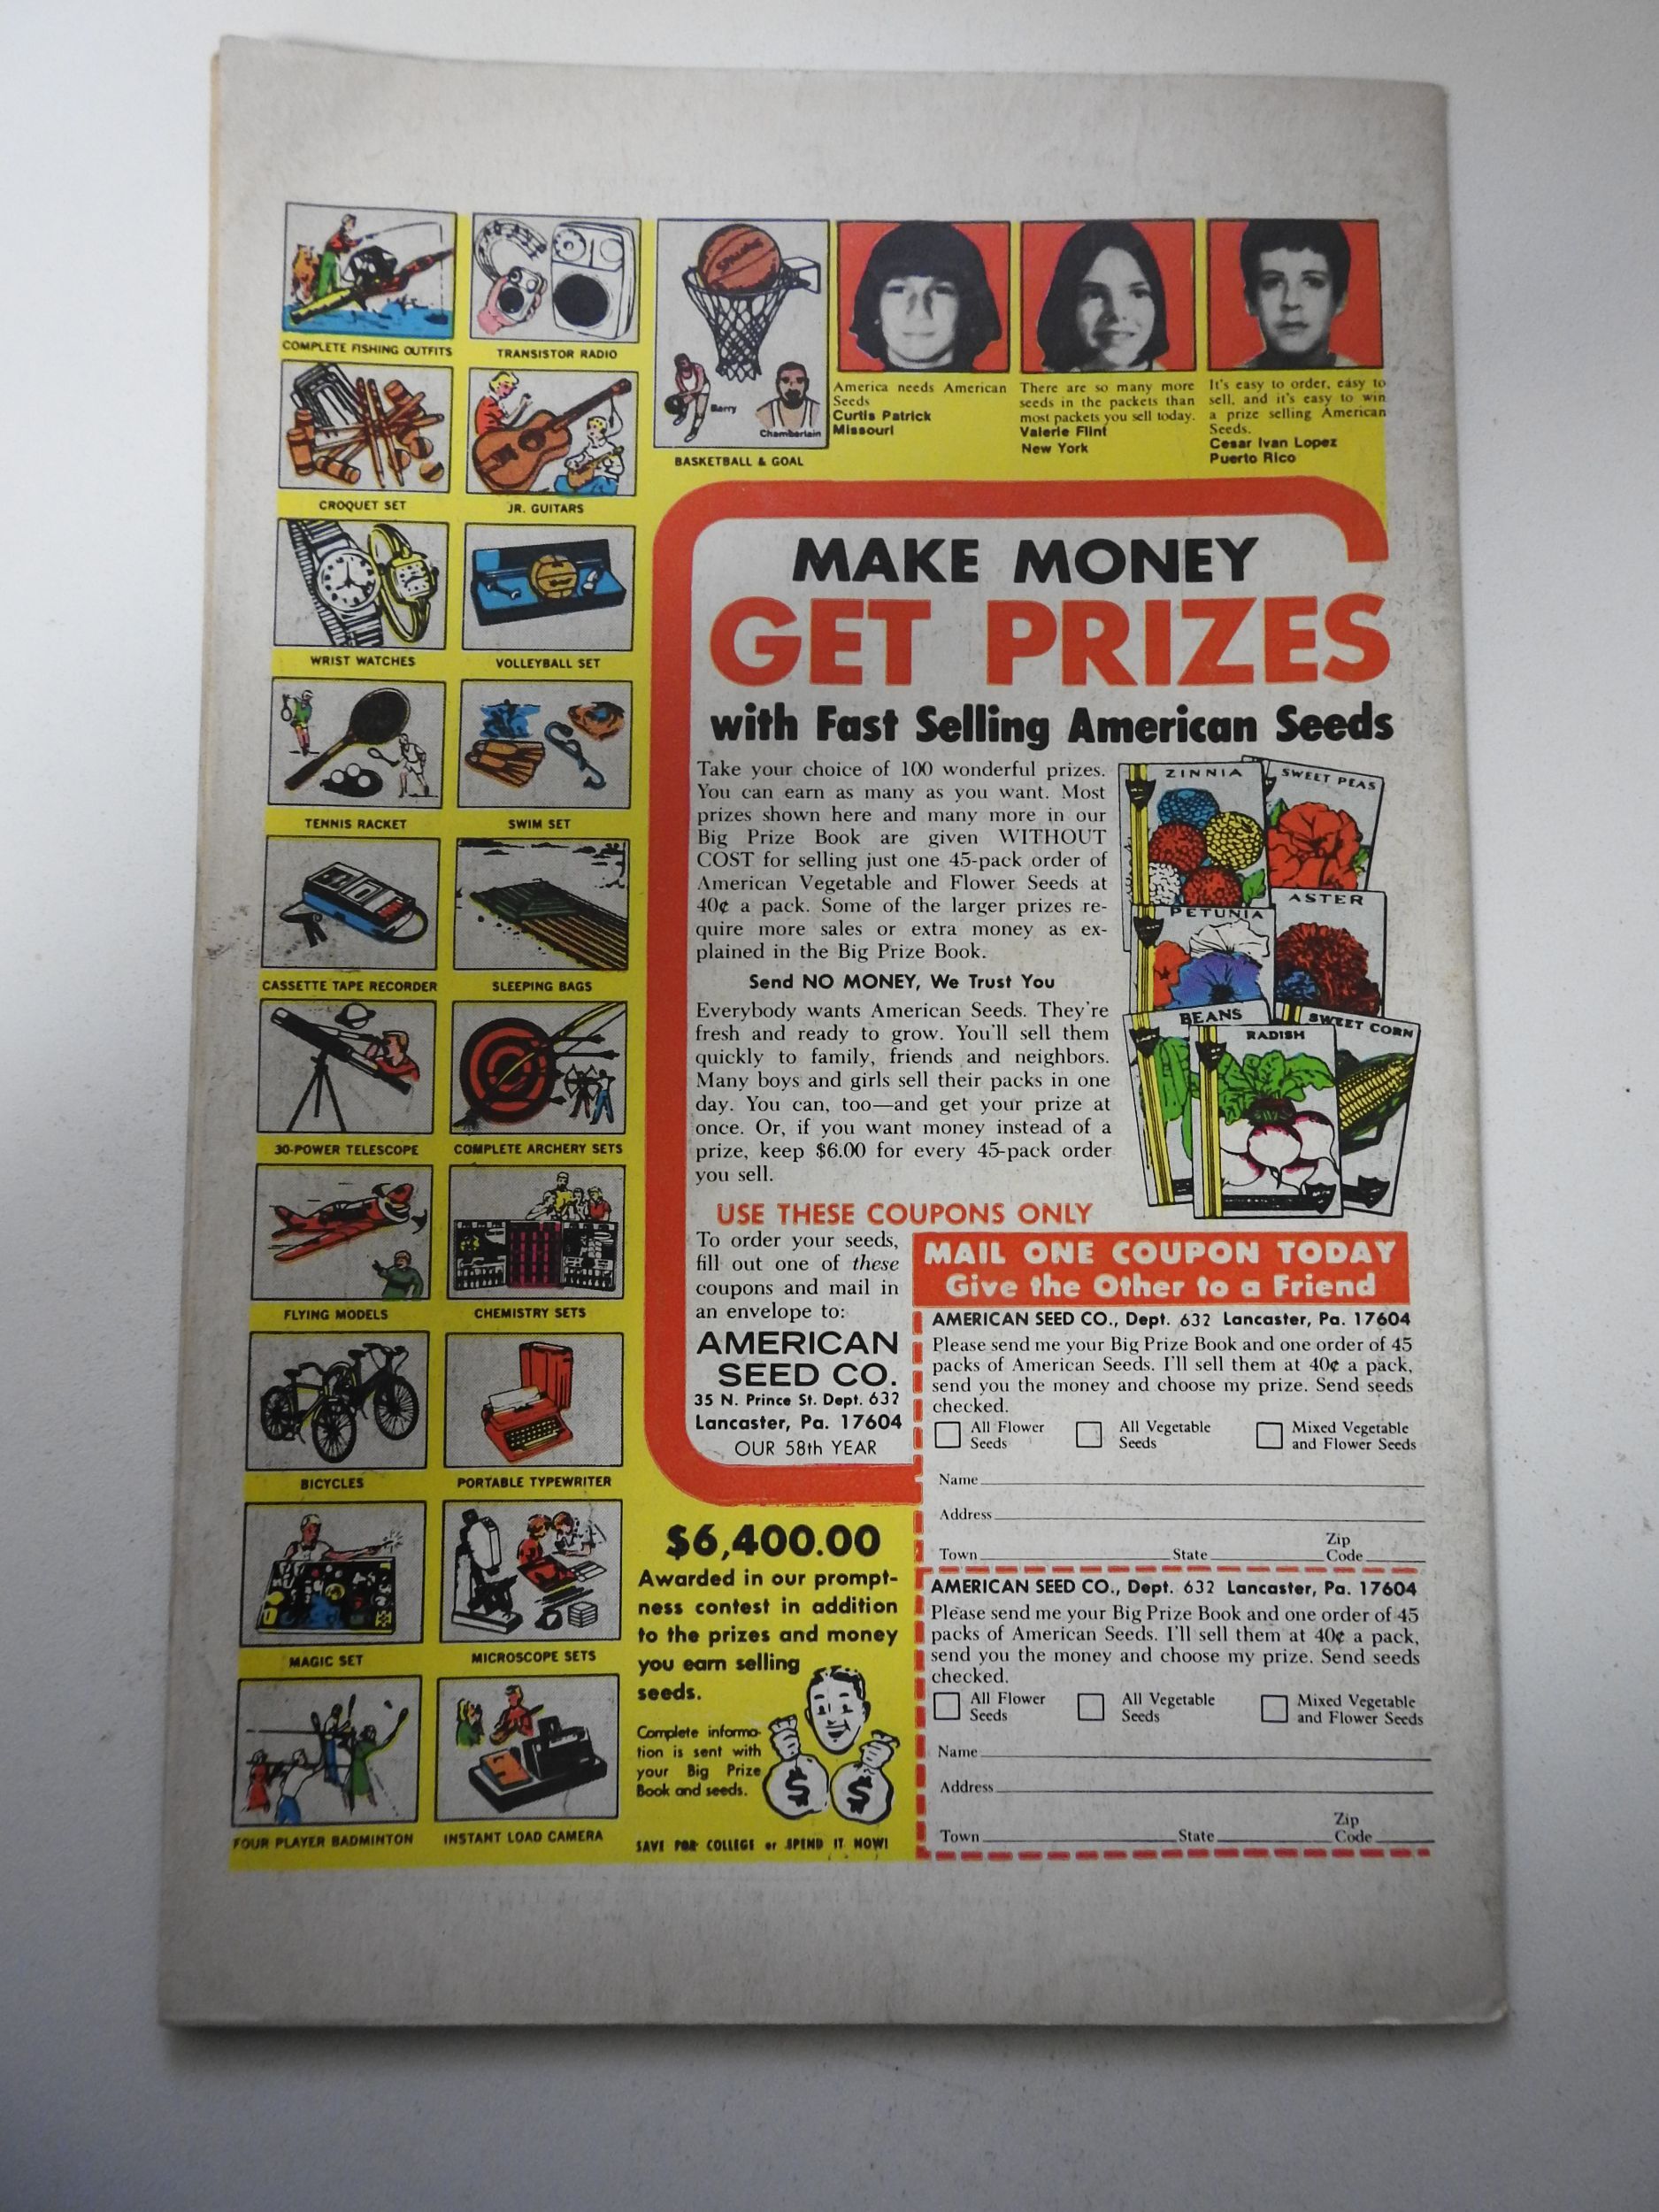 COMPLETE FISHING OUTFITS
TRANSISTOR RADIO
CROQUET SET
JR. GUITARS
WRIST WATCHES
VOLLEYBALL SET
TENNIS RACKET
SWIM SET
CASSETTE TAPE RECORDER
SLEEPING BAGS
30-POWER TELESCOPE
COMPLETE ARCHERY SETS
FLYING MODELS
CHEMISTRY SETS
BICYCLES
PORTABLE TYPEWRITER
MAGIC SET
MICROSCOPE SETS
FOUR PLAYER BADMINTON
INSTANT LOAD CAMERA
SPALDING
Barry
Chamberlain
BASKETBALL & GOAL
America needs American
Seeds
Curtis Patrick
Missouri
There are so many more
seeds in the packets than
most packets you sell today.
Valerie Flint
New York
It's easy to order, easy to
sell, and it's easy to win
a prize selling American
Seeds.
Cesar Ivan Lopez
Puerto Rico
MAKE MONEY
GET PRIZES
with Fast Selling American Seeds
Take your choice of 100 wonderful prizes.
You can earn as many as you want. Most
prizes shown here and many more in our
Big Prize Book are given WITHOUT
COST for selling just one 45-pack order of
American Vegetable and Flower Seeds at
40¢ a pack. Some of the larger prizes re-
quire more sales or extra money as ex-
plained in the Big Prize Book.
Send NO MONEY, We Trust You
Everybody wants American Seeds. They're
fresh and ready to grow. You'll sell them
quickly to family, friends and neighbors.
Many boys and girls sell their packs in one
day. You can, too—and get your prize at
once. Or, if you want money instead of a
prize, keep $6.00 for every 45-pack order
you sell.
ZINNIA
SWEET PEAS
PETUNIA
ASTER
BEANS
RADISH
SWEET CORN
USE THESE COUPONS ONLY
To order your seeds,
fill out one of these
coupons and mail in
an envelope to:
AMERICAN
SEED CO.
35 N. Prince St. Dept. 632
Lancaster, Pa. 17604
OUR 58th YEAR
MAIL ONE COUPON TODAY
Give the Other to a Friend
AMERICAN SEED CO., Dept. 632 Lancaster, Pa. 17604
Please send me your Big Prize Book and one order of 45
packs of American Seeds. I'll sell them at 40¢ a pack,
send you the money and choose my prize. Send seeds
checked.
All Flower Seeds
All Vegetable Seeds
Mixed Vegetable and Flower Seeds
Name
Address
Town State Zip Code
AMERICAN SEED CO., Dept. 632 Lancaster, Pa. 17604
Please send me your Big Prize Book and one order of 45
packs of American Seeds. I'll sell them at 40¢ a pack,
send you the money and choose my prize. Send seeds
checked.
All Flower Seeds
All Vegetable Seeds
Mixed Vegetable and Flower Seeds
Name
Address
Town State Zip Code
$6,400.00
Awarded in our prompt-
ness contest in addition
to the prizes and money
you earn selling
seeds.
Complete informa-
tion is sent with
your Big Prize
Book and seeds.
$ $
SAVE FOR COLLEGE or SPEND IT NOW!